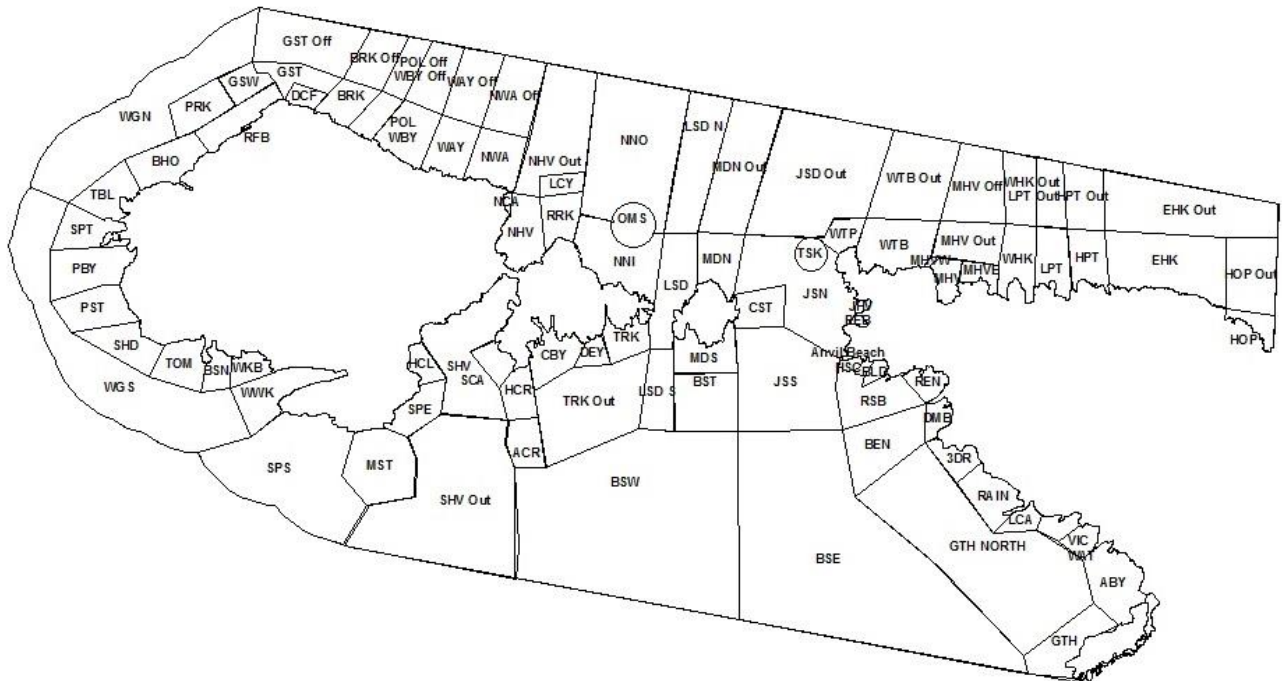 GST Off
BRK Off
POL Off
WBY Off
WAY Off
NWA Off
GSW
GST
DCF
BRK
PRK
WGN
RFB
POL
WBY
WAY
NWA
BHO
TBL
SPT
PBY
PST
SHD
TOM
BSN
WKB
WWK
WGS
SPS
MST
NHV Out
LCY
NCA
NHV
RRK
NNO
OMS
NNI
LSD N
MDN Out
LSD
MDN
JSD Out
WTB Out
MHV Off
WHK Out
LPT Out
HPT Out
EHK Out
WTP
TSK
WTB
MHV Out
MHVW
MHV
MHVE
WHK
LPT
HPT
EHK
HOP Out
HOP
CST
JSN
JHV
Anvil Beach
HCL
SHV
SCA
HCR
CBY
DEY
TRK
SPE
TRK Out
LSD S
MDS
BST
JSS
RSB
REN
DMB
BEN
ACR
SHV Out
BSW
BSE
3DR
RAIN
LCA
VIC
WAY
GTH NORTH
ABY
GTH